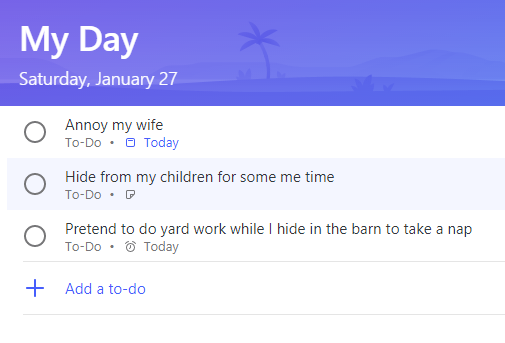 My Day
Saturday, January 27
Annoy my wife
To-Do • Today
Hide from my children for some me time
To-Do •
Pretend to do yard work while I hide in the barn to take a nap
To-Do • Today
Add a to-do